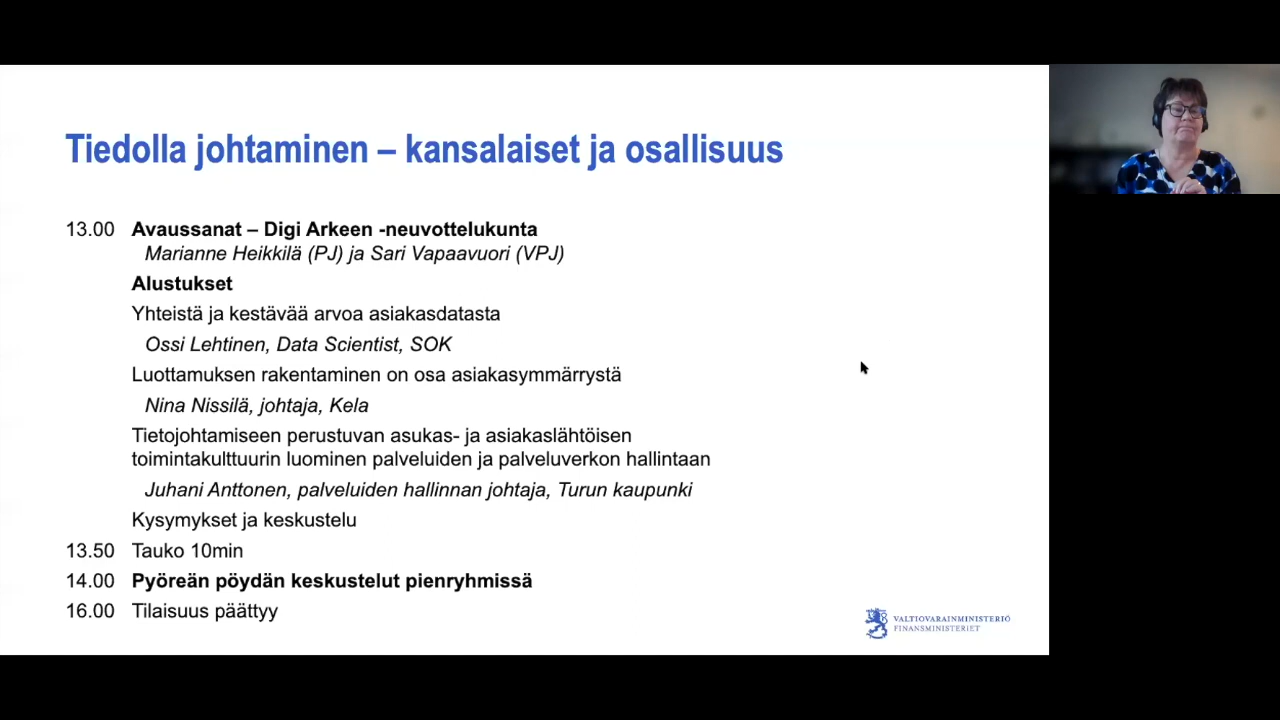 Tiedolla johtaminen – kansalaiset ja osallisuus
13.00 Avaussanat – Digi Arkeen -neuvottelukunta
Marianne Heikkilä (PJ) ja Sari Vapaavuori (VPJ)
Alustukset
Yhteistä ja kestävää arvoa asiakasdatasta
Ossi Lehtinen, Data Scientist, SOK
Luottamuksen rakentaminen on osa asiakasymmärrystä
Nina Nissilä, johtaja, Kela
Tietojohtamiseen perustuvan asukas- ja asiakaslähtöisen
toimintakulttuurin luominen palveluiden ja palveluverkon hallintaan
Juhani Anttonen, palveluiden hallinnan johtaja, Turun kaupunki
Kysymykset ja keskustelu
13.50 Tauko 10min
14.00 Pyöreän pöydän keskustelut pienryhmissä
16.00 Tilaisuus päättyy
VALTIOVARAINMINISTERIÖ
FINANSMINISTERIET